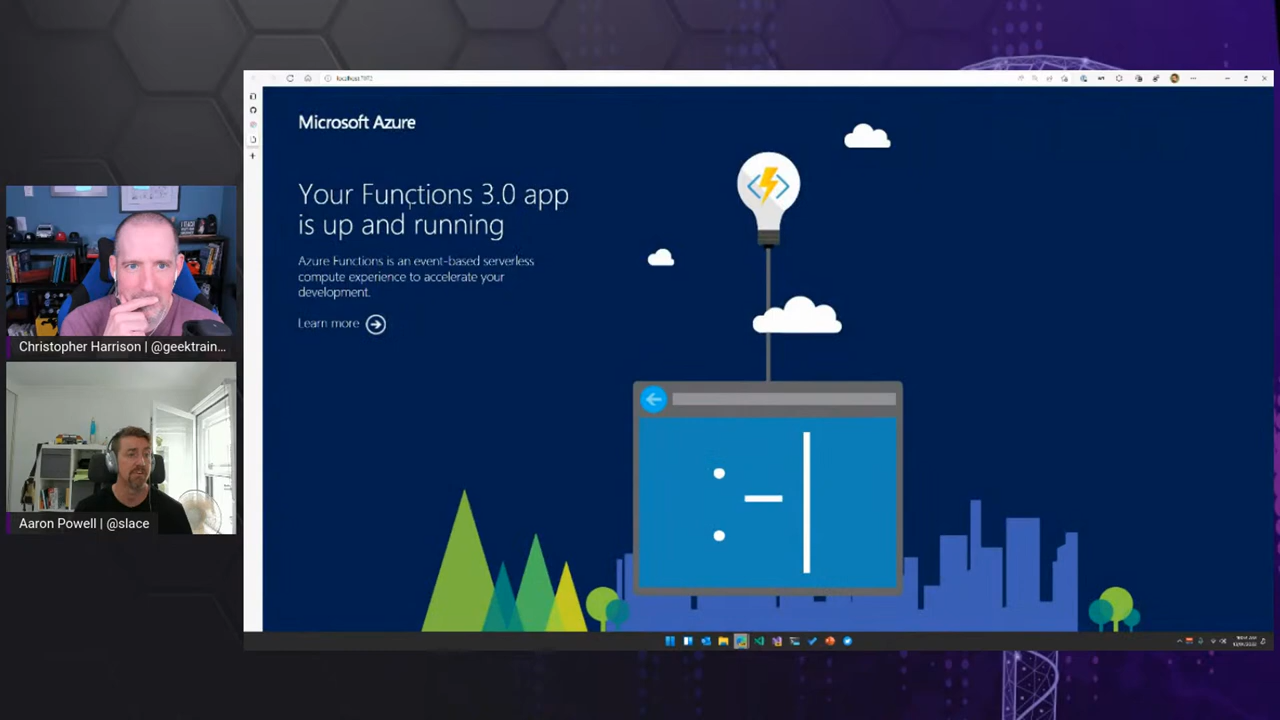 Microsoft Azure
Your Functions 3.0 app
is up and running
Azure Functions is an event-based serverless
compute experience to accelerate your
development.
Learn more
Christopher Harrison | @geektrain...
Aaron Powell | @slace